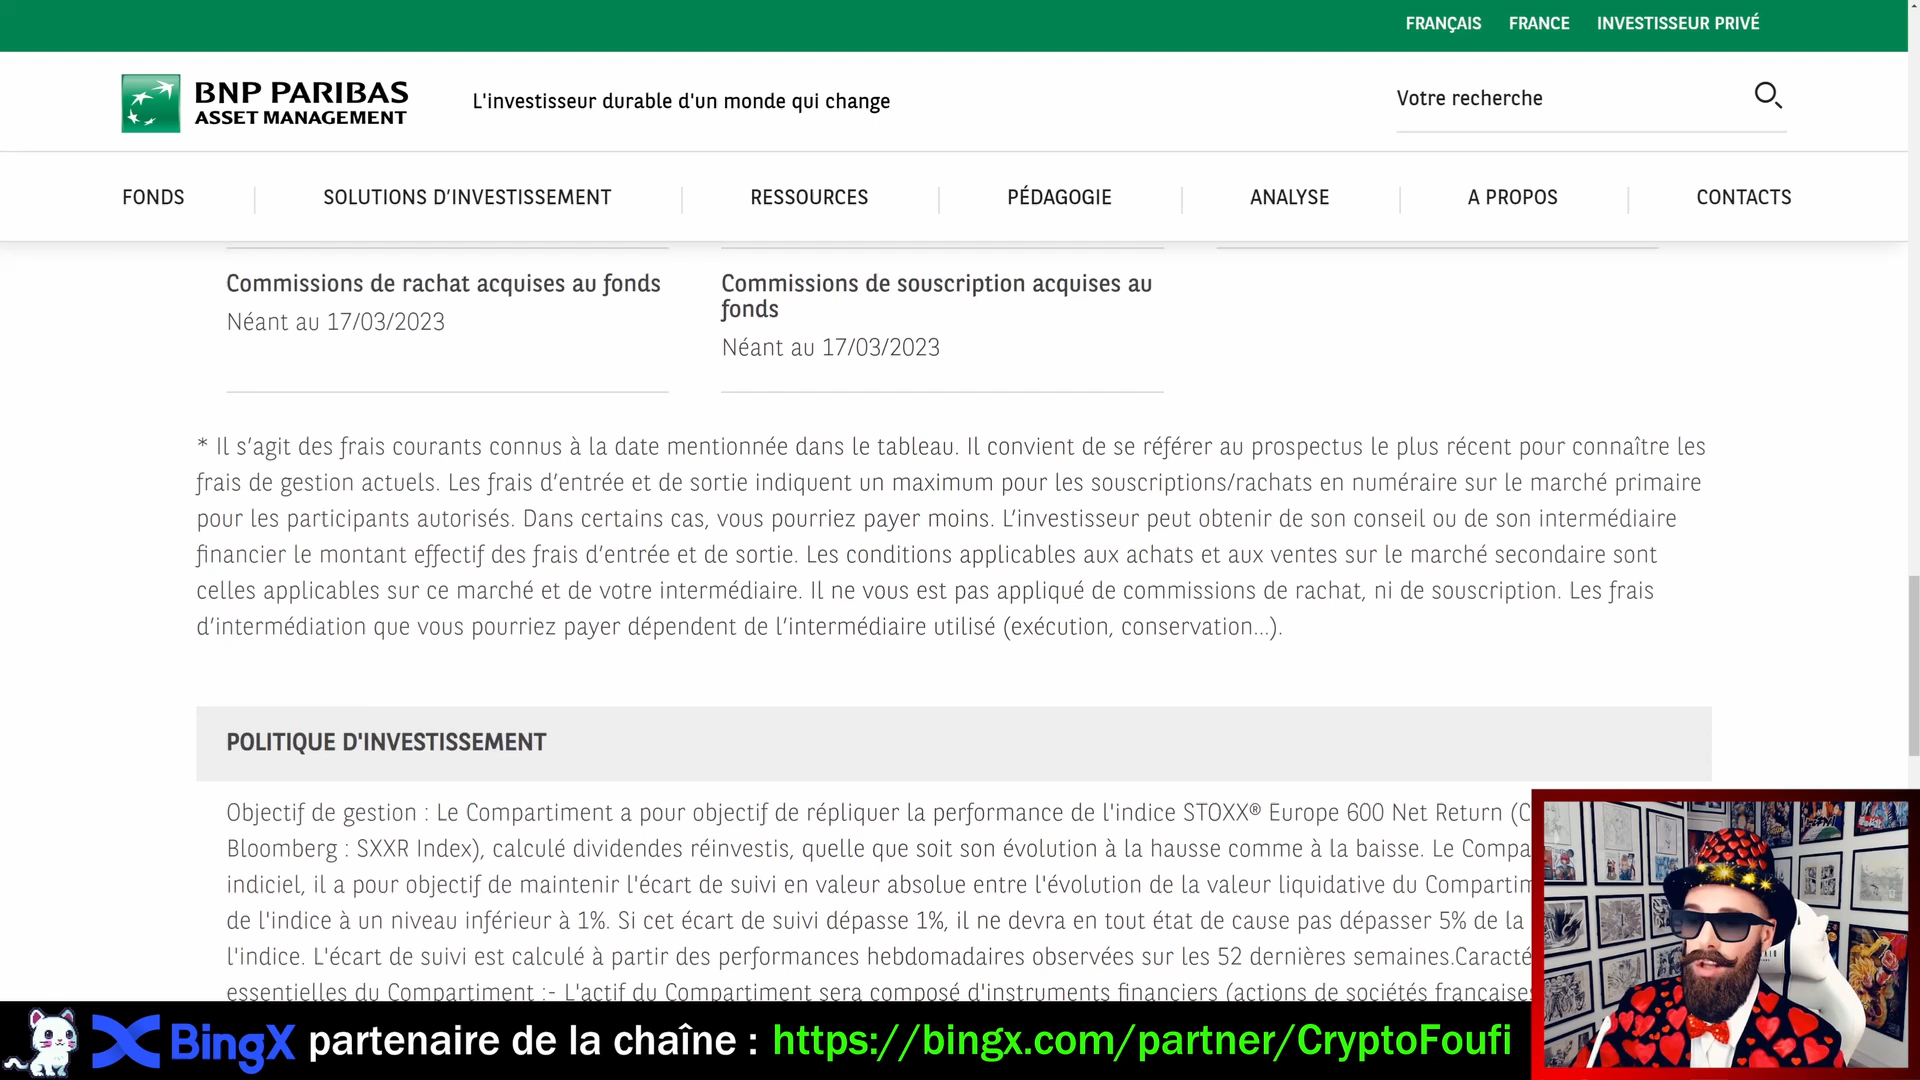 FRANÇAIS FRANCE INVESTISSEUR PRIVÉ
BNP PARIBAS
ASSET MANAGEMENT
L'investisseur durable d'un monde qui change
Votre recherche
FONDS SOLUTIONS D’INVESTISSEMENT RESSOURCES PÉDAGOGIE ANALYSE A PROPOS CONTACTS
Commissions de rachat acquises au fonds
Néant au 17/03/2023
Commissions de souscription acquises au
fonds
Néant au 17/03/2023
* Il s’agit des frais courants connus à la date mentionnée dans le tableau. Il convient de se référer au prospectus le plus récent pour connaître les
frais de gestion actuels. Les frais d’entrée et de sortie indiquent un maximum pour les souscriptions/rachats en numéraire sur le marché primaire
pour les participants autorisés. Dans certains cas, vous pourriez payer moins. L’investisseur peut obtenir de son conseil ou de son intermédiaire
financier le montant effectif des frais d’entrée et de sortie. Les conditions applicables aux achats et aux ventes sur le marché secondaire sont
celles applicables sur ce marché et de votre intermédiaire. Il ne vous est pas appliqué de commissions de rachat, ni de souscription. Les frais
d’intermédiation que vous pourriez payer dépendent de l’intermédiaire utilisé (exécution, conservation...).
POLITIQUE D'INVESTISSEMENT
Objectif de gestion : Le Compartiment a pour objectif de répliquer la performance de l'indice STOXX® Europe 600 Net Return (C
Bloomberg : SXXR Index), calculé dividendes réinvestis, quelle que soit son évolution à la hausse comme à la baisse. Le Compa
indiciel, il a pour objectif de maintenir l'écart de suivi en valeur absolue entre l'évolution de la valeur liquidative du Compartim
de l'indice à un niveau inférieur à 1%. Si cet écart de suivi dépasse 1%, il ne devra en tout état de cause pas dépasser 5% de la
l'indice. L'écart de suivi est calculé à partir des performances hebdomadaires observées sur les 52 dernières semaines.Caracté
essentielles du Compartiment :- L'actif du Compartiment sera composé d'instruments financiers (actions de sociétés françaises
BingX partenaire de la chaîne : https://bingx.com/partner/CryptoFoufi